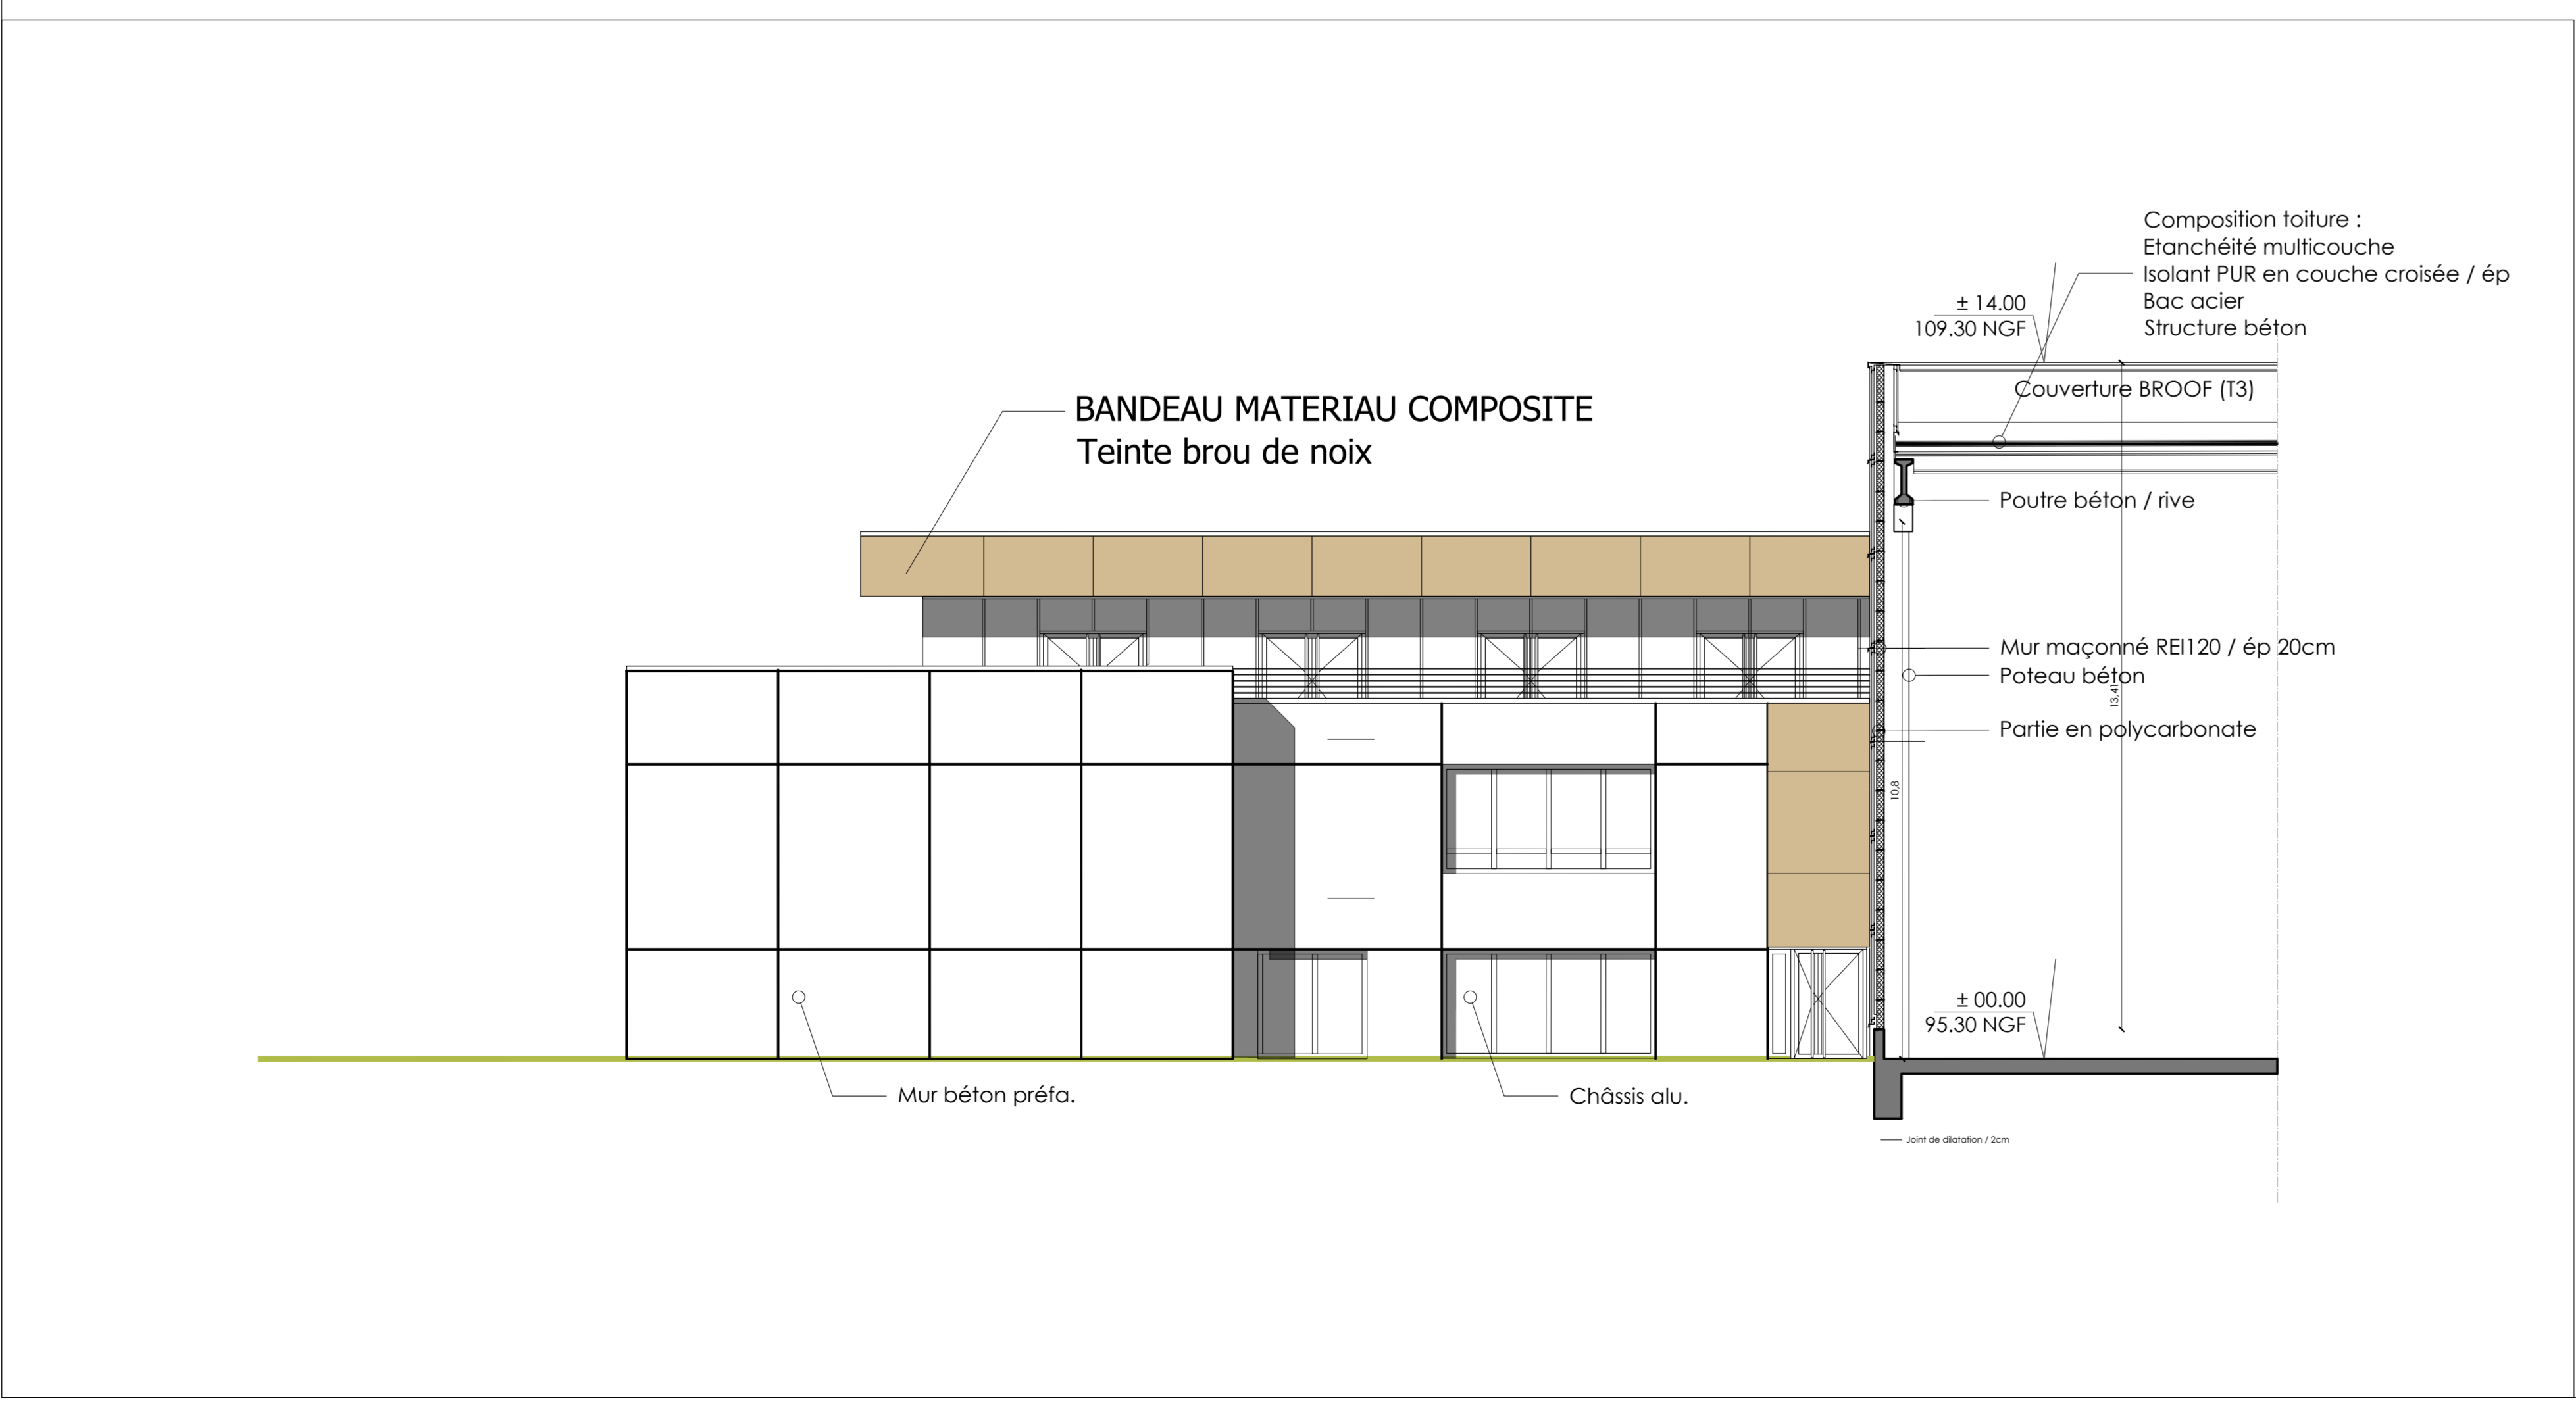 Composition toiture :
Etanchéité multicouche
Isolant PUR en couche croisée / ép
Bac acier
Structure béton
± 14.00
109.30 NGF
Couverture BROOF (T3)
BANDEAU MATERIAU COMPOSITE
Teinte brou de noix
Poutre béton / rive
Mur maçonné REI120 / ép 20cm
Poteau béton
13,41
Partie en polycarbonate
10,8
± 00.00
95.30 NGF
Mur béton préfa.
Châssis alu.
Joint de dilatation / 2cm